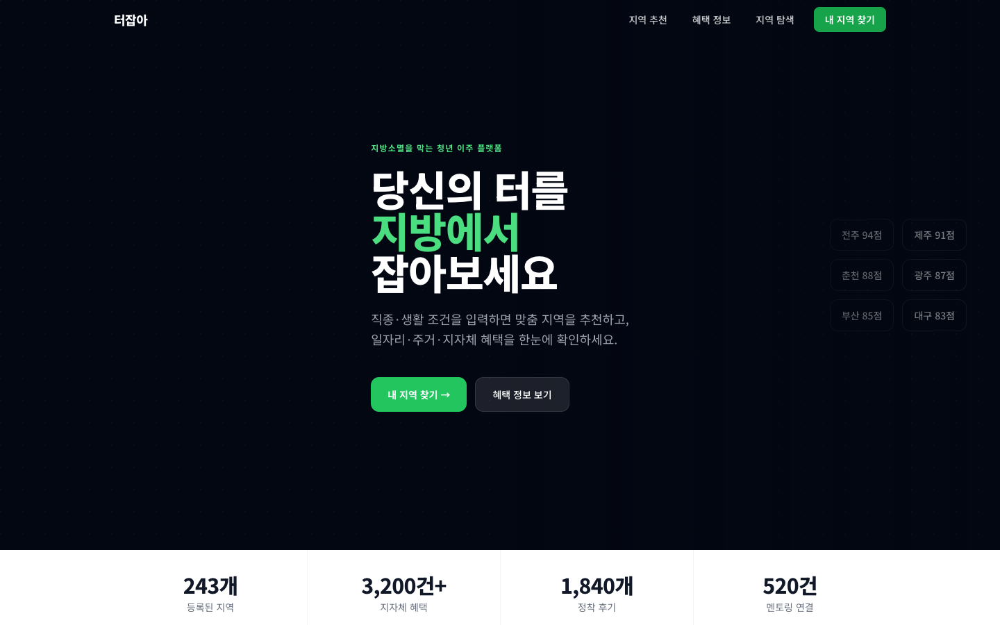 터잡아
지역 추천
혜택 정보
지역 탐색
내 지역 찾기
지방소멸을 막는 청년 이주 플랫폼
당신의 터를
지방에서
잡아보세요
직종·생활 조건을 입력하면 맞춤 지역을 추천하고,
일자리·주거·지자체 혜택을 한눈에 확인하세요.
내 지역 찾기 →
혜택 정보 보기
전주 94점
제주 91점
춘천 88점
광주 87점
부산 85점
대구 83점
243개
등록된 지역
3,200건+
지자체 혜택
1,840개
정착 후기
520건
멘토링 연결